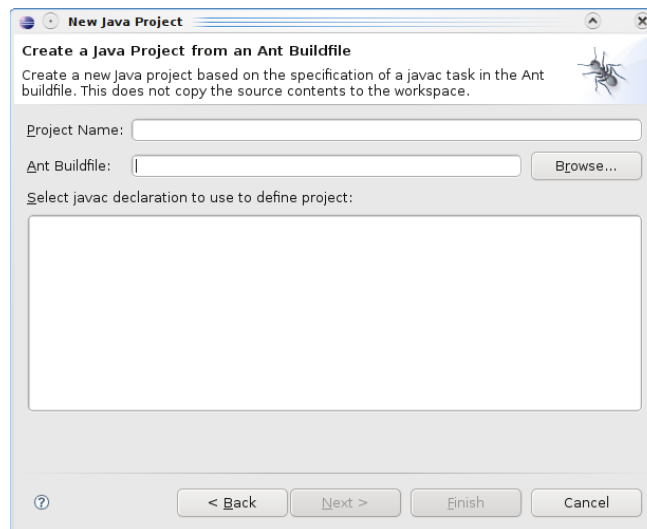 New Java Project
Create a Java Project from an Ant Buildfile
Create a new Java project based on the specification of a javac task in the Ant
buildfile. This does not copy the source contents to the workspace.
Project Name:
Ant Buildfile:
Browse...
Select javac declaration to use to define project:
?
< Back
Next >
Finish
Cancel